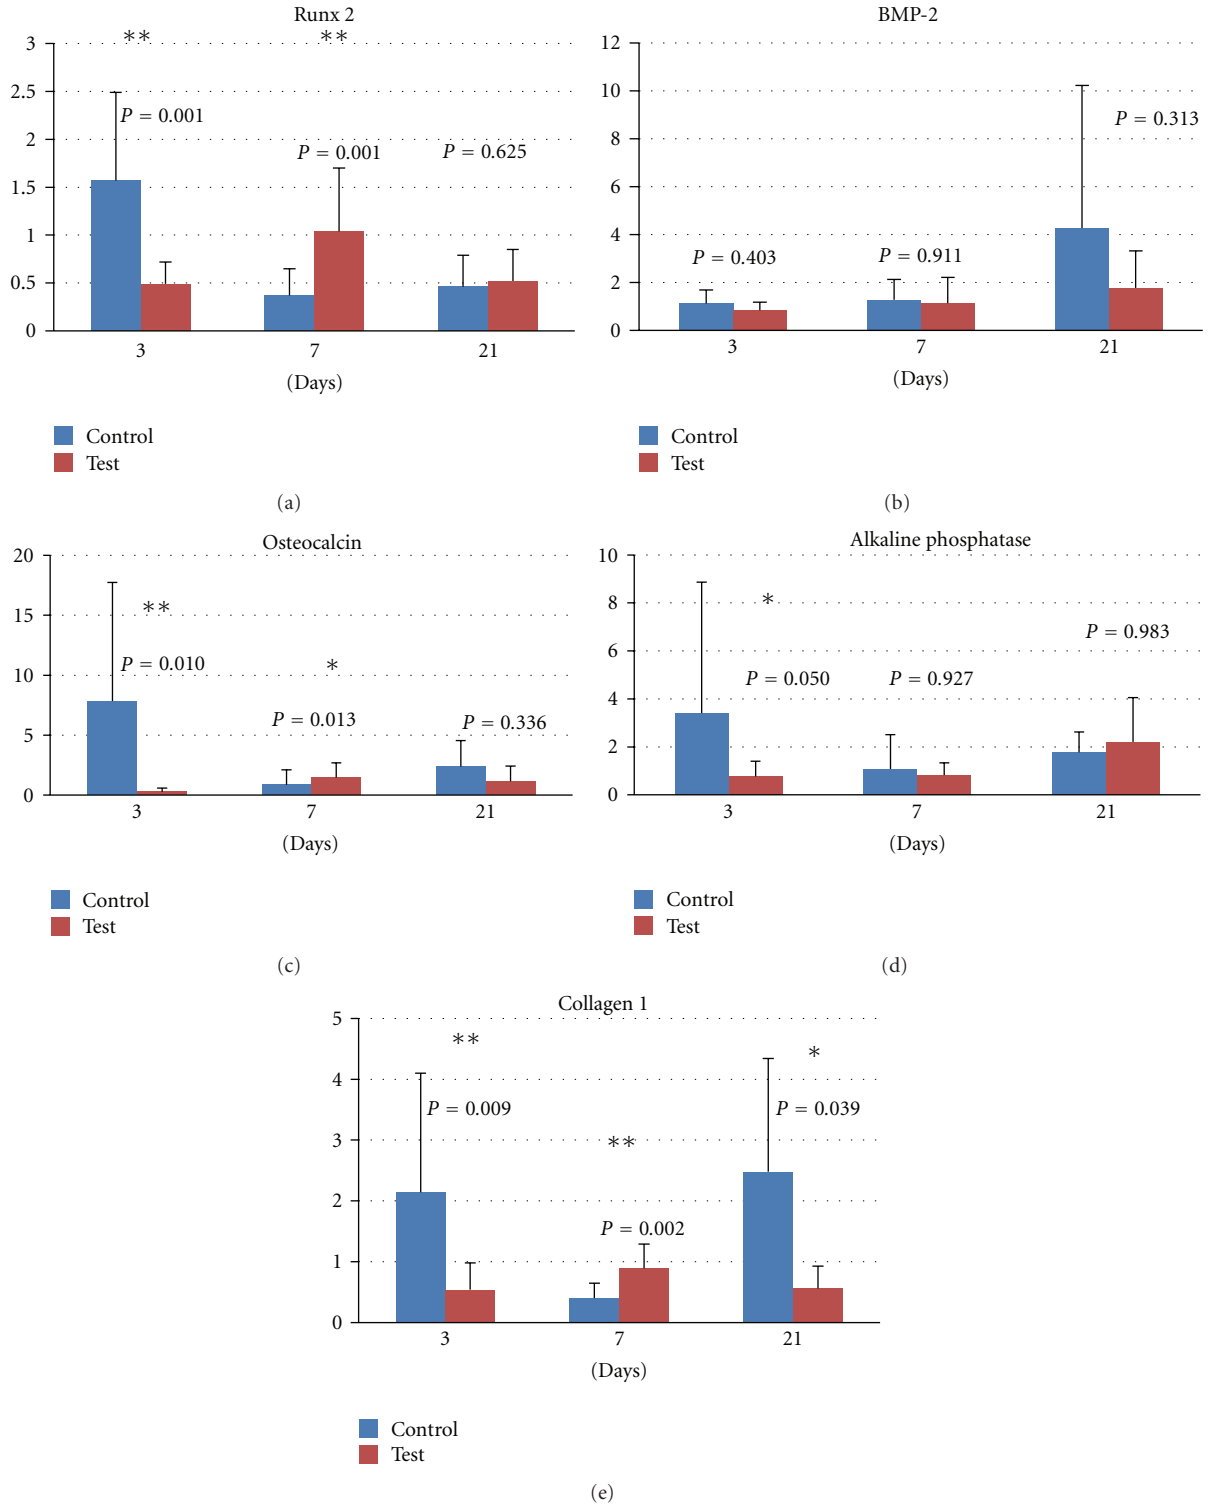 Runx 2
3
2.5
2
1.5
1
0.5
0
**
**
P = 0.001
P = 0.001
P = 0.625
3
7
21
(Days)
Control
Test
(a)
BMP-2
12
10
8
6
4
2
0
P = 0.403
P = 0.911
P = 0.313
3
7
21
(Days)
Control
Test
(b)
Osteocalcin
20
15
10
5
0
**
P = 0.010
*
P = 0.013
P = 0.336
3
7
21
(Days)
Control
Test
(c)
Alkaline phosphatase
10
8
6
4
2
0
*
P = 0.050
P = 0.927
P = 0.983
3
7
21
(Days)
Control
Test
(d)
Collagen 1
5
4
3
2
1
0
**
P = 0.009
**
P = 0.002
*
P = 0.039
3
7
21
(Days)
Control
Test
(e)